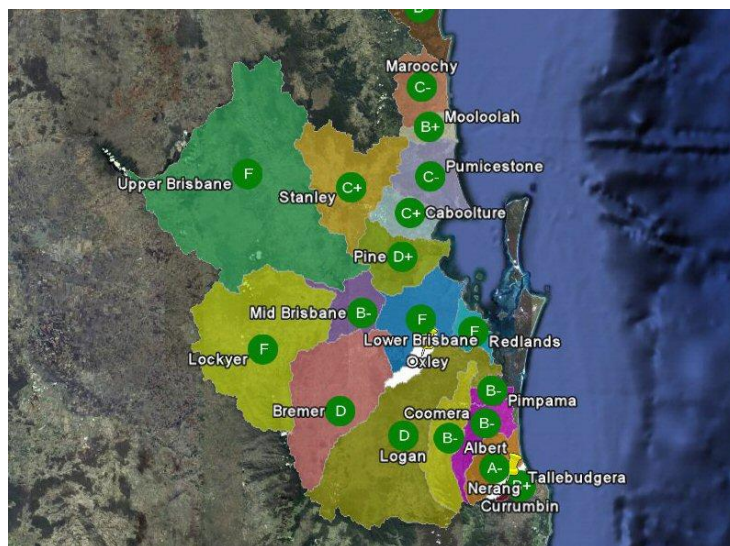 Maroochy
C-
B+
Mooloolah
Pumicestone
C-
Upper Brisbane
F
Stanley
C+
C+
Caboolture
Pine
D+
Mid Brisbane
B-
F
F
Lower Brisbane
Redlands
Oxley
Lockyer
F
B-
Pimpama
Bremer
D
Coomera
B-
D
Logan
B-
Albert
A-
Tallebudgera
Nerang
Currumbin